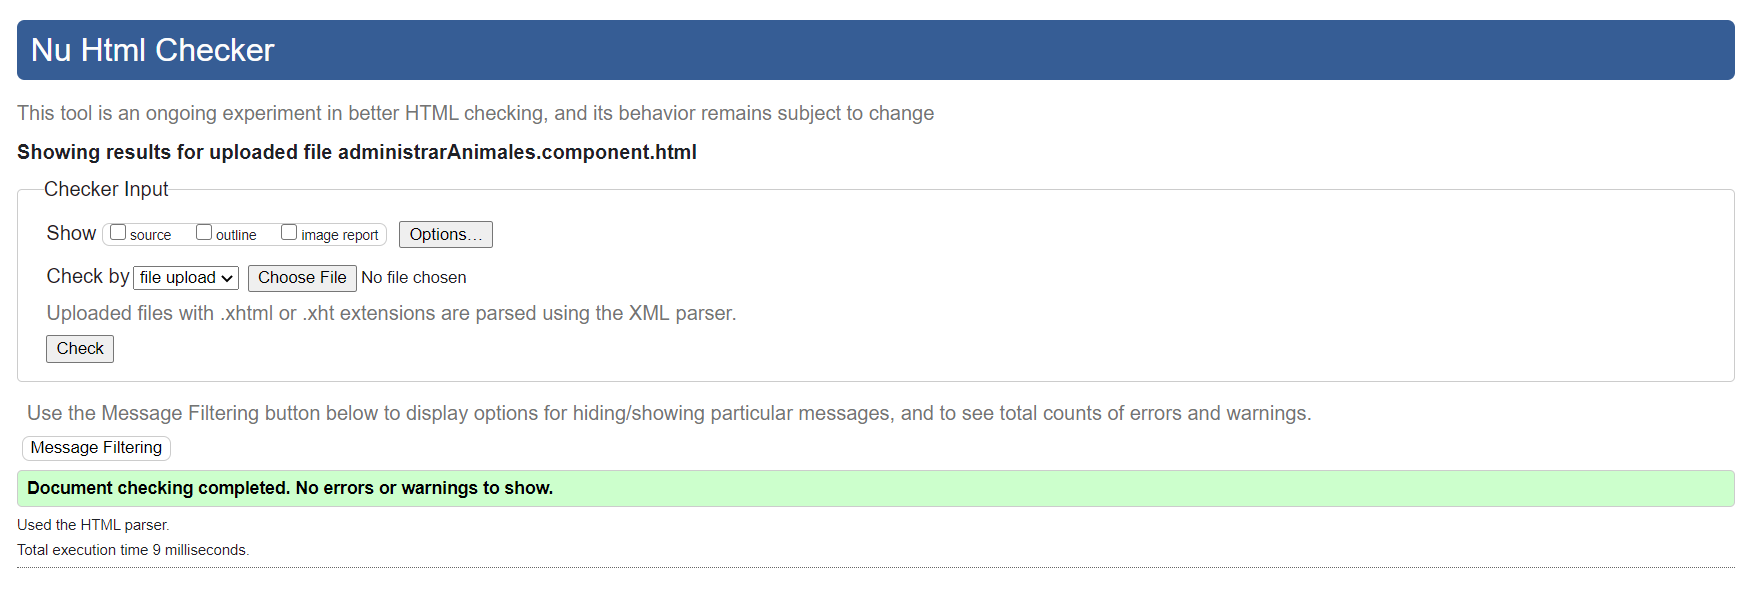 Nu Html Checker
This tool is an ongoing experiment in better HTML checking, and its behavior remains subject to change
Showing results for uploaded file administrarAnimales.component.html
Checker Input
Show source outline image report Options...
Check by file upload Choose File No file chosen
Uploaded files with .xhtml or .xht extensions are parsed using the XML parser.
Check
Use the Message Filtering button below to display options for hiding/showing particular messages, and to see total counts of errors and warnings.
Message Filtering
Document checking completed. No errors or warnings to show.
Used the HTML parser.
Total execution time 9 milliseconds.